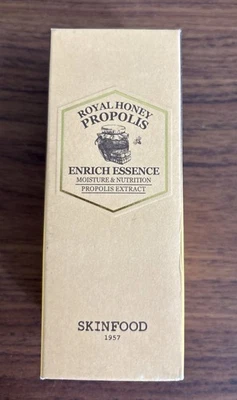 ROYAL HONEY
PROPOLIS
ENRICH ESSENCE
MOISTURE & NUTRITION
PROPOLIS EXTRACT
SKINFOOD
1957